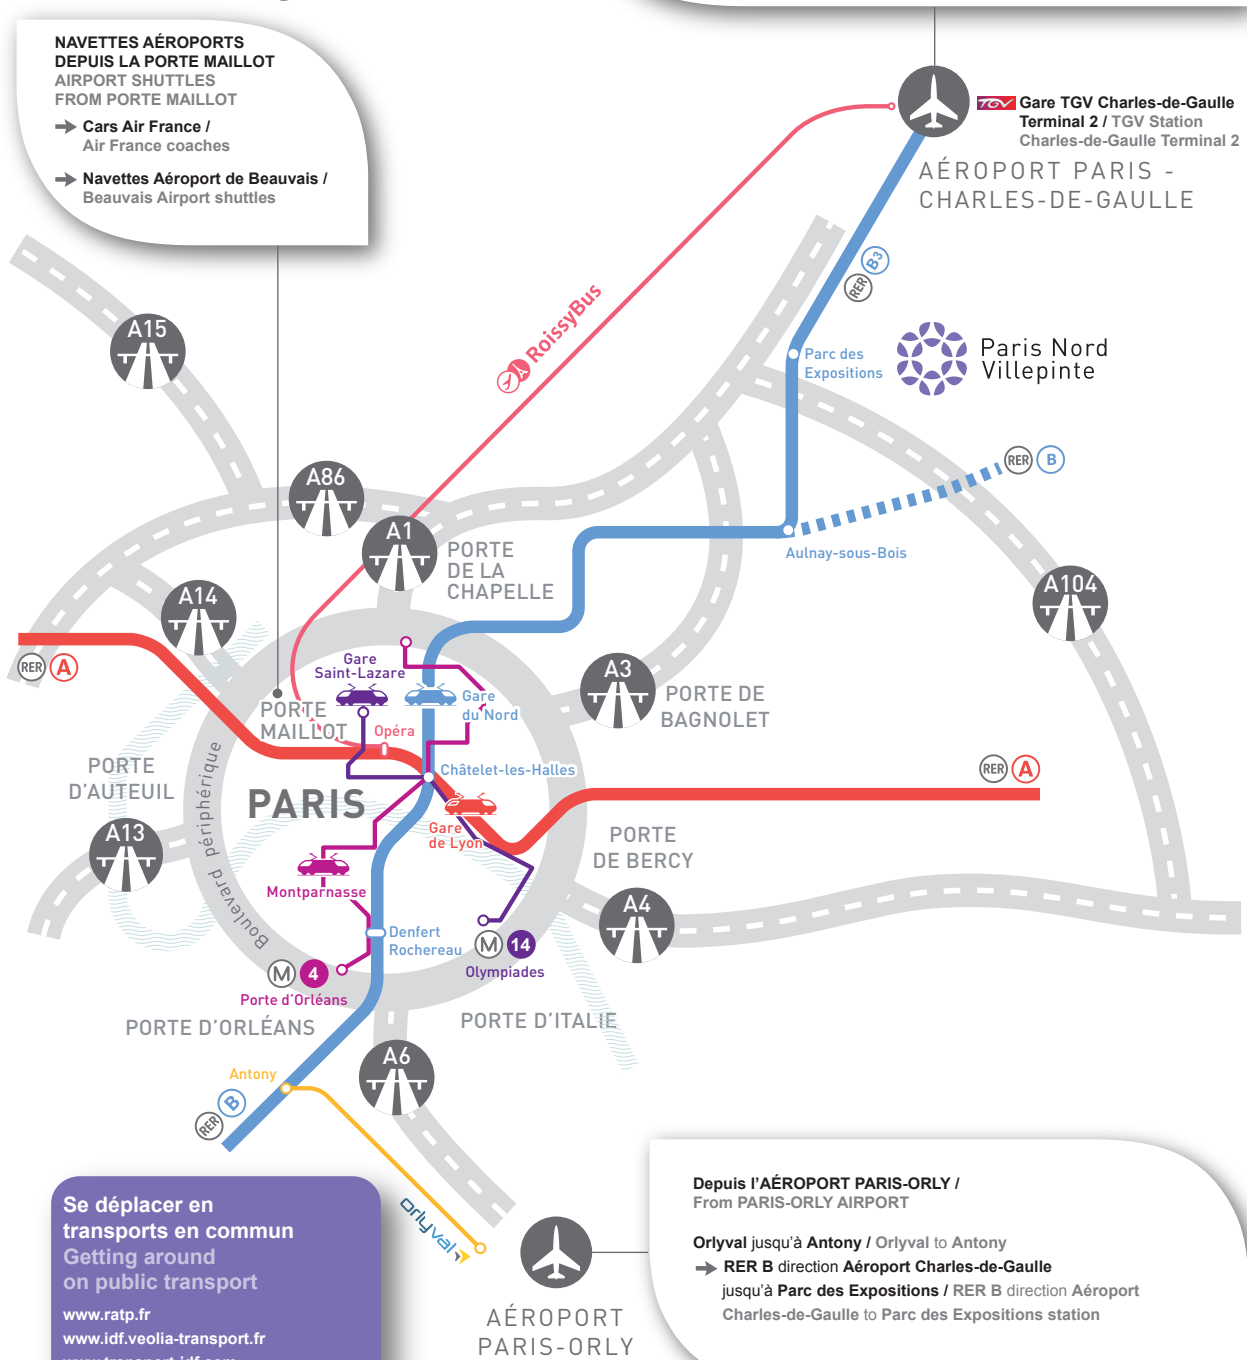 NAVETTES AÉROPORTS
DEPUIS LA PORTE MAILLOT
AIRPORT SHUTTLES
FROM PORTE MAILLOT
Cars Air France /
Air France coaches
Navettes Aéroport de Beauvais /
Beauvais Airport shuttles
TGV Gare TGV Charles-de-Gaulle
Terminal 2 / TGV Station
Charles-de-Gaulle Terminal 2
AÉROPORT PARIS -
CHARLES-DE-GAULLE
RER B3
RoissyBus
A15
Parc des
Expositions
Paris Nord
Villepinte
RER B
A86
A1
PORTE
DE LA
CHAPELLE
Aulnay-sous-Bois
A14
A104
RER A
Gare
Saint-Lazare
Gare
du Nord
A3
PORTE DE
BAGNOLET
PORTE
MAILLOT
Opéra
Châtelet-les-Halles
RER A
PORTE
D'AUTEUIL
Boulevard périphérique
PARIS
A13
Gare
de Lyon
PORTE
DE BERCY
Montparnasse
A4
Denfert
Rochereau
M 14
Olympiades
M 4
Porte d'Orléans
PORTE D'ORLÉANS
PORTE D'ITALIE
A6
Antony
RER B
orlyval
AÉROPORT
PARIS-ORLY
Se déplacer en
transports en commun
Getting around
on public transport
www.ratp.fr
www.idf.veolia-transport.fr
www.transport-idf.com
Depuis l'AÉROPORT PARIS-ORLY /
From PARIS-ORLY AIRPORT
Orlyval jusqu'à Antony / Orlyval to Antony
RER B direction Aéroport Charles-de-Gaulle
jusqu'à Parc des Expositions / RER B direction Aéroport
Charles-de-Gaulle to Parc des Expositions station